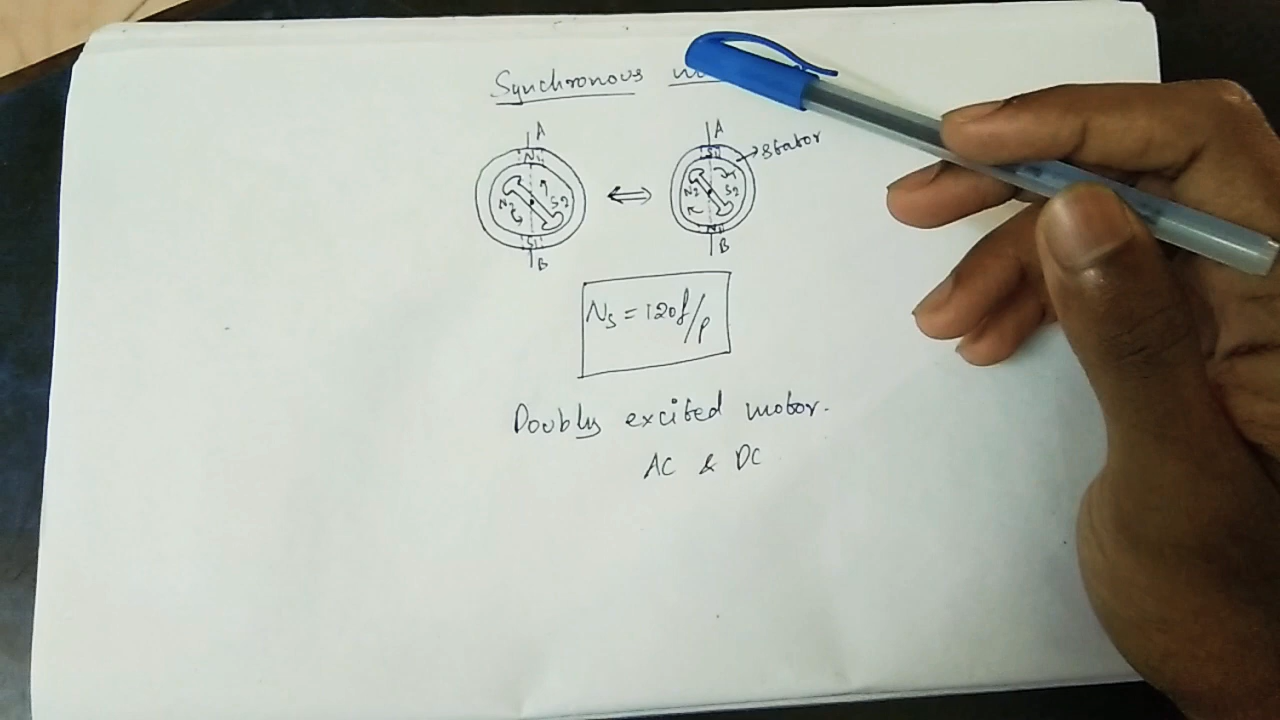 Synchronous
A A
N1 S1 stator
N2 S2 N2 S2
S1 N1
B B
Ns = 120f/p
Doubly excited motor.
AC & DC